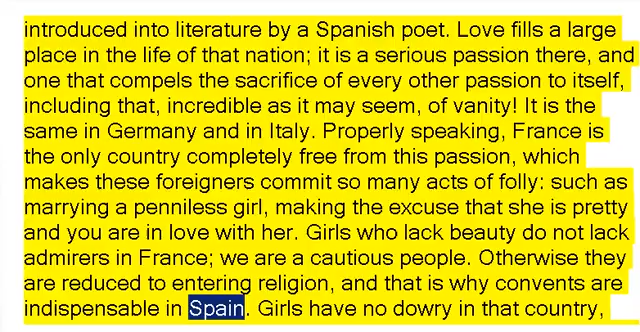 introduced into literature by a Spanish poet. Love fills a large
place in the life of that nation; it is a serious passion there, and
one that compels the sacrifice of every other passion to itself,
including that, incredible as it may seem, of vanity! It is the
same in Germany and in Italy. Properly speaking, France is
the only country completely free from this passion, which
makes these foreigners commit so many acts of folly: such as
marrying a penniless girl, making the excuse that she is pretty
and you are in love with her. Girls who lack beauty do not lack
admirers in France; we are a cautious people. Otherwise they
are reduced to entering religion, and that is why convents are
indispensable in Spain. Girls have no dowry in that country,